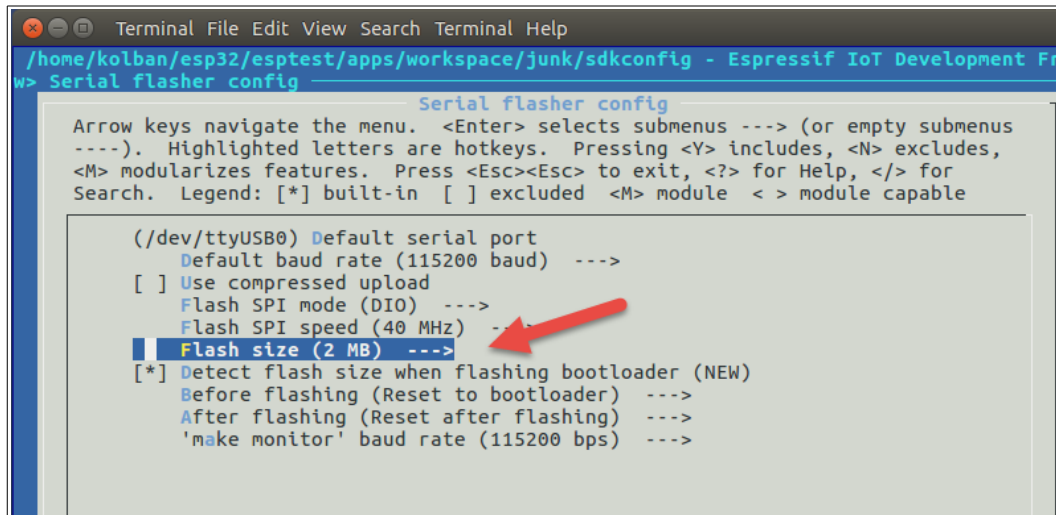 Terminal File Edit View Search Terminal Help
/home/kolban/esp32/esptest/apps/workspace/junk/sdkconfig - Espressif IoT Development Fr
w> Serial flasher config
Serial flasher config
Arrow keys navigate the menu. <Enter> selects submenus ---> (or empty submenus
----). Highlighted letters are hotkeys. Pressing <Y> includes, <N> excludes,
<M> modularizes features. Press <Esc><Esc> to exit, <?> for Help, </> for
Search. Legend: [*] built-in [ ] excluded <M> module < > module capable
(/dev/ttyUSB0) Default serial port
Default baud rate (115200 baud) --->
[ ] Use compressed upload
Flash SPI mode (DIO) --->
Flash SPI speed (40 MHz) --->
Flash size (2 MB) --->
[*] Detect flash size when flashing bootloader (NEW)
Before flashing (Reset to bootloader) --->
After flashing (Reset after flashing) --->
'make monitor' baud rate (115200 bps) --->